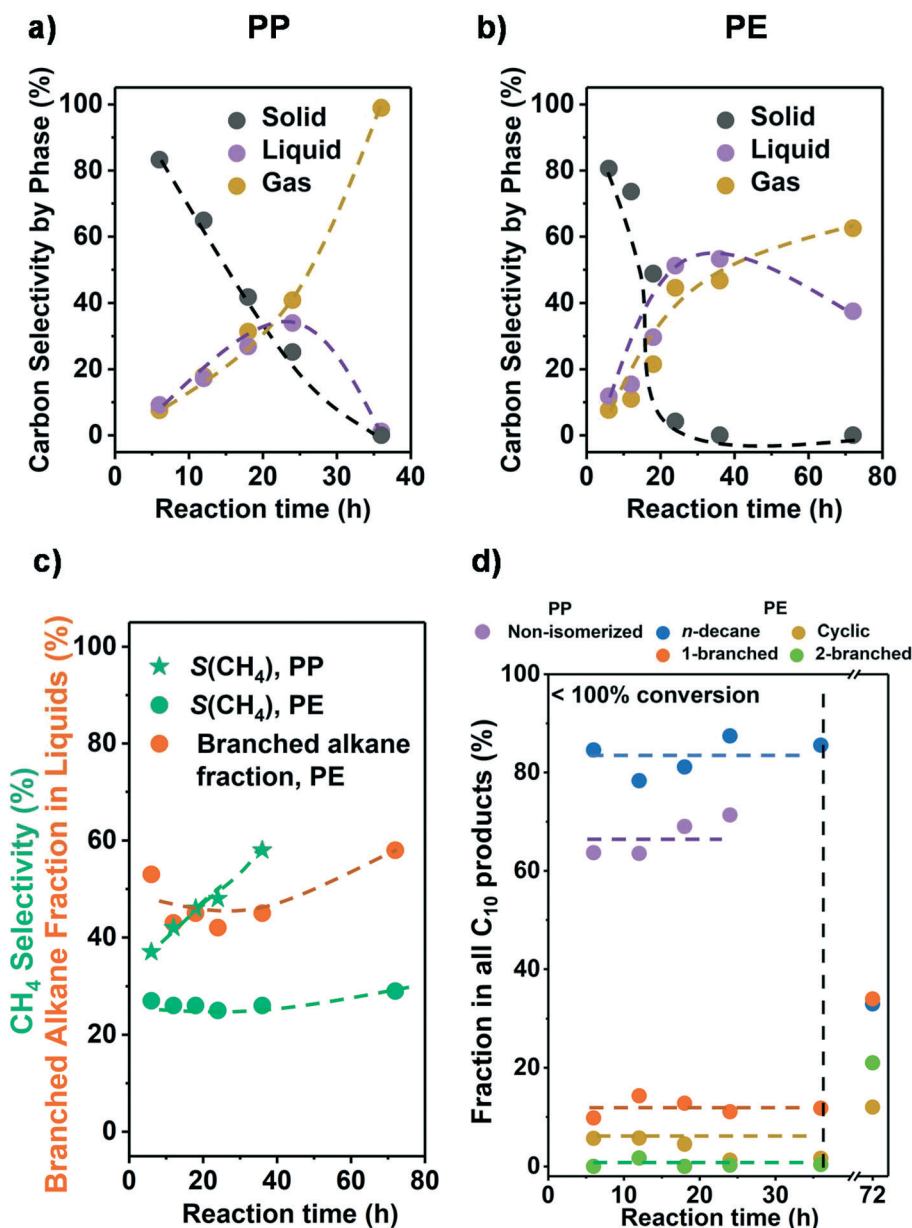 a)
PP
Carbon Selectivity by Phase (%)
100
80
60
40
20
0
Solid
Liquid
Gas
0 10 20 30 40
Reaction time (h)
b)
PE
Carbon Selectivity by Phase (%)
100
80
60
40
20
0
Solid
Liquid
Gas
0 20 40 60 80
Reaction time (h)
c)
CH₄ Selectivity (%)
Branched Alkane Fraction in Liquids (%)
100
80
60
40
20
0
S(CH₄), PP
S(CH₄), PE
Branched alkane
fraction, PE
0 20 40 60 80
Reaction time (h)
d)
PP PE
Non-isomerized n-decane Cyclic
1-branched 2-branched
Fraction in all C₁₀ products (%)
100
80
60
40
20
0
< 100% conversion
0 10 20 30 72
Reaction time (h)